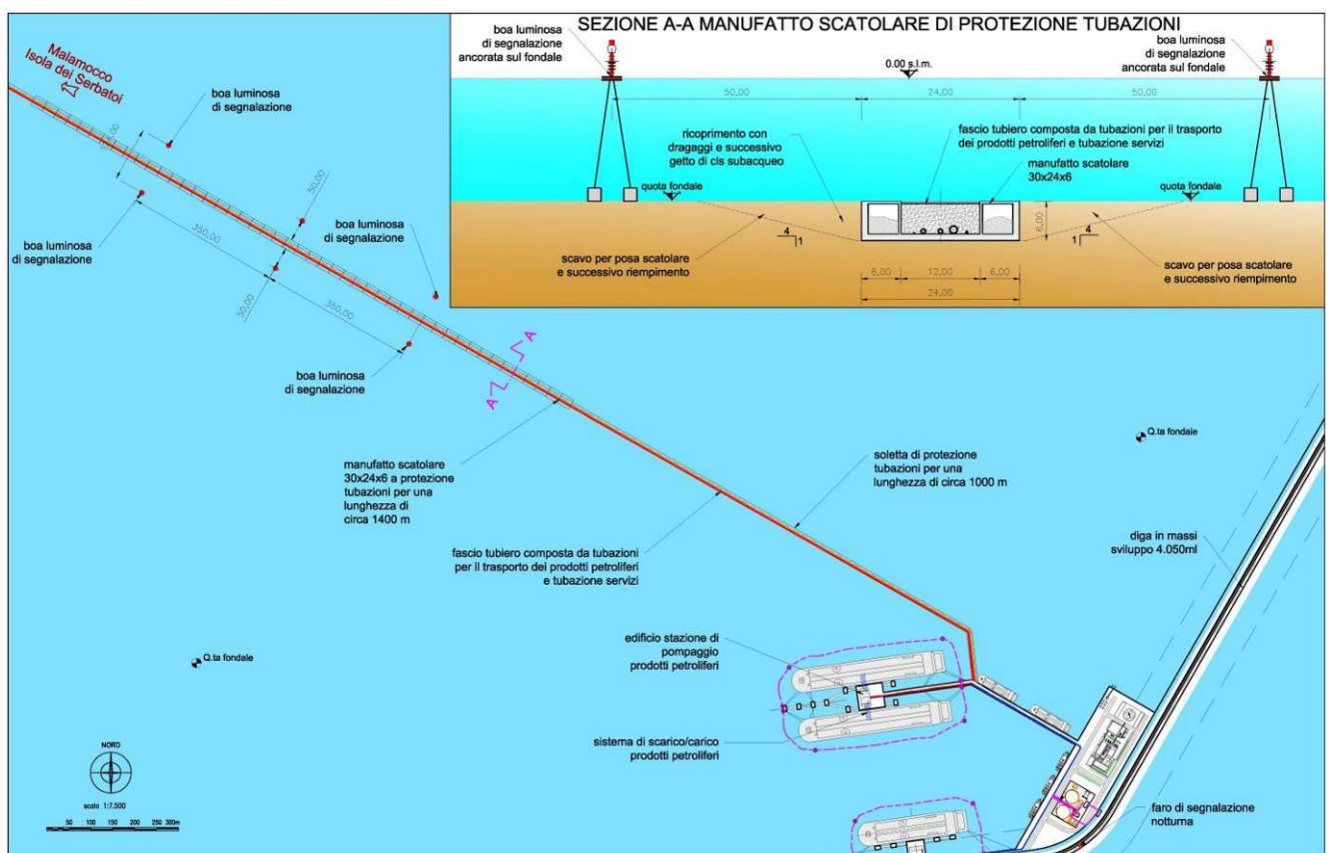 SEZIONE A-A MANUFATTO SCATOLARE DI PROTEZIONE TUBAZIONI
boa luminosa
di segnalazione
ancorata sul fondale
0.00 s.l.m.
boa luminosa
di segnalazione
ancorata sul fondale
50,00
24,00
50,00
ricoprimento con
dragaggi e successivo
getto di cls subacqueo
fascio tubiero composta da tubazioni per il trasporto
dei prodotti petroliferi e tubazione servizi
manufatto scatolare
30x24x6
quota fondale
quota fondale
6,00
4
1
4
1
scavo per posa scatolare
e successivo riempimento
scavo per posa scatolare
e successivo riempimento
6,00
12,00
6,00
24,00
Malamocco
Isola dei Serbatoi
boa luminosa
di segnalazione
50,00
boa luminosa
di segnalazione
boa luminosa
di segnalazione
350,00
50,00
350,00
boa luminosa
di segnalazione
A
A
manufatto scatolare
30x24x6 a protezione
tubazioni per una
lunghezza di
circa 1400 m
soletta di protezione
tubazioni per una
lunghezza di circa 1000 m
Q.ta fondale
fascio tubiero composta da tubazioni
per il trasporto dei prodotti petroliferi
e tubazione servizi
diga in massi
sviluppo 4.050ml
edificio stazione di
pompaggio
prodotti petroliferi
Q.ta fondale
sistema di scarico/carico
prodotti petroliferi
NORD
scala 1:7.500
50 100 150 200 250 300m
faro di segnalazione
notturna